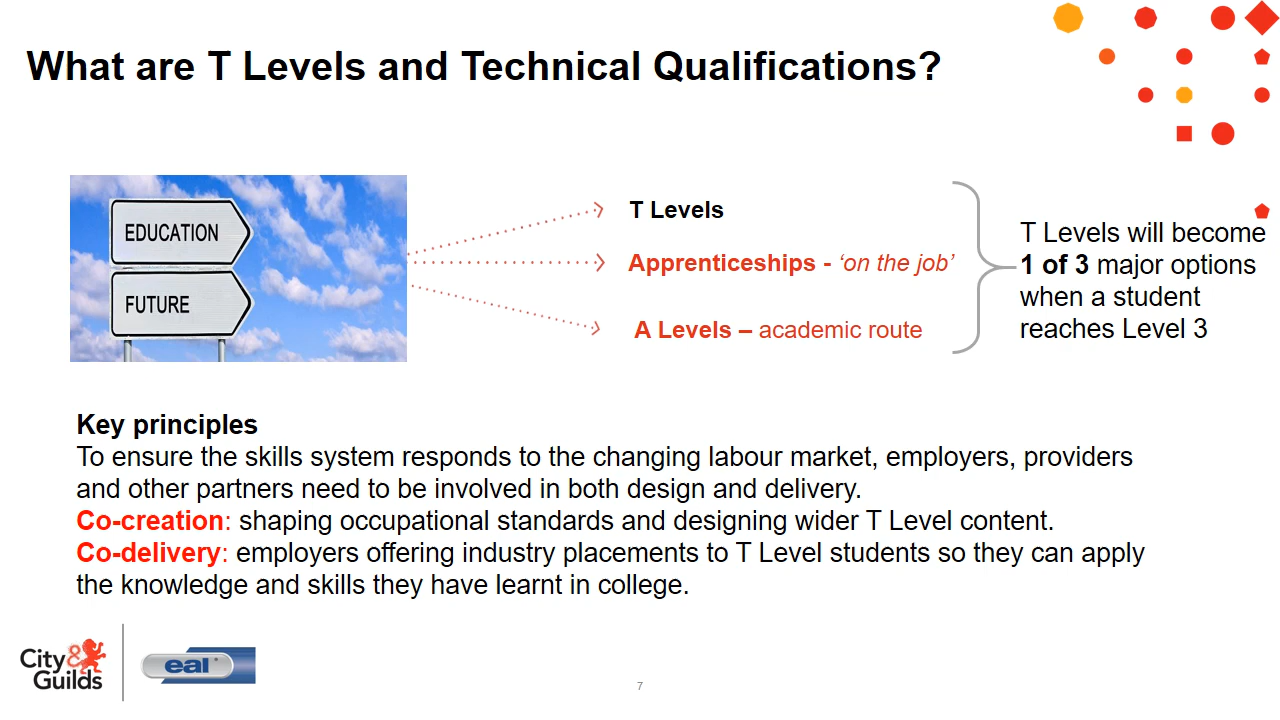 What are T Levels and Technical Qualifications?
EDUCATION
FUTURE
T Levels
Apprenticeships - ‘on the job’
A Levels – academic route
T Levels will become
1 of 3 major options
when a student
reaches Level 3
Key principles
To ensure the skills system responds to the changing labour market, employers, providers
and other partners need to be involved in both design and delivery.
Co-creation: shaping occupational standards and designing wider T Level content.
Co-delivery: employers offering industry placements to T Level students so they can apply
the knowledge and skills they have learnt in college.
City&
Guilds
eal
7